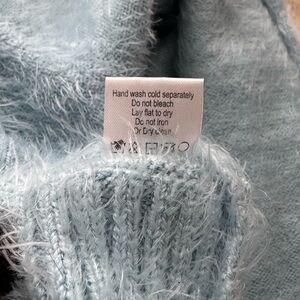 Hand wash cold separately
Do not bleach
Lay flat to dry
Do not iron
Or Dry clean